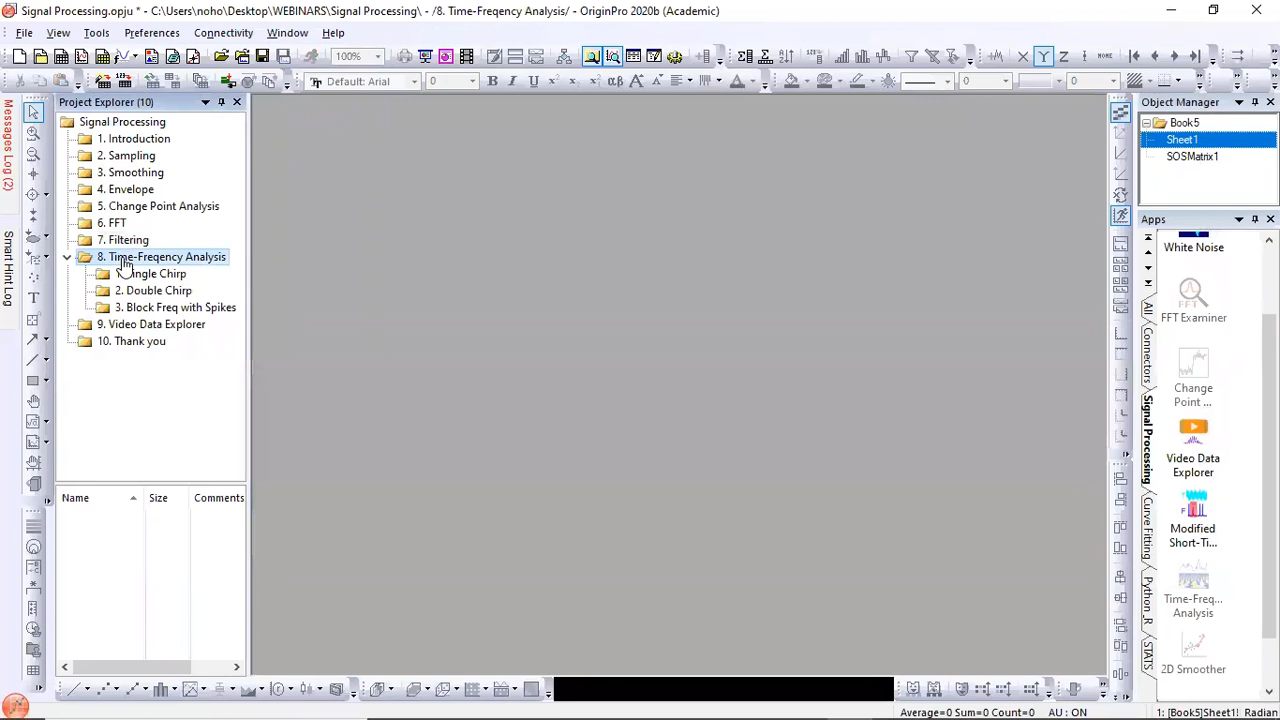 Signal Processing.opju * - C:\Users\noho\Desktop\WEBINARS\Signal Processing\ - /8. Time-Freqency Analysis/ - OriginPro 2020b (Academic)
File View Tools Preferences Connectivity Window Help
100%
Default: Arial 0 B I U αβ A 0 0
Y Z
Messages Log (2)
Smart Hint Log
Project Explorer (10)
Signal Processing
1. Introduction
2. Sampling
3. Smoothing
4. Envelope
5. Change Point Analysis
6. FFT
7. Filtering
8. Time-Freqency Analysis
Single Chirp
2. Double Chirp
3. Block Freq with Spikes
9. Video Data Explorer
10. Thank you
Name Size Comments
Object Manager
Book5
Sheet1
SOSMatrix1
Apps
All
Connectors
Signal Processing
Curve Fitting
Python_R
STATS
White Noise
FFT
FFT Examiner
Change
Point ...
Video Data
Explorer
Modified
Short-Ti...
Time-Freq...
Analysis
2D Smoother
Average=0 Sum=0 Count=0 AU : ON 1: [Book5]Sheet1! Radian